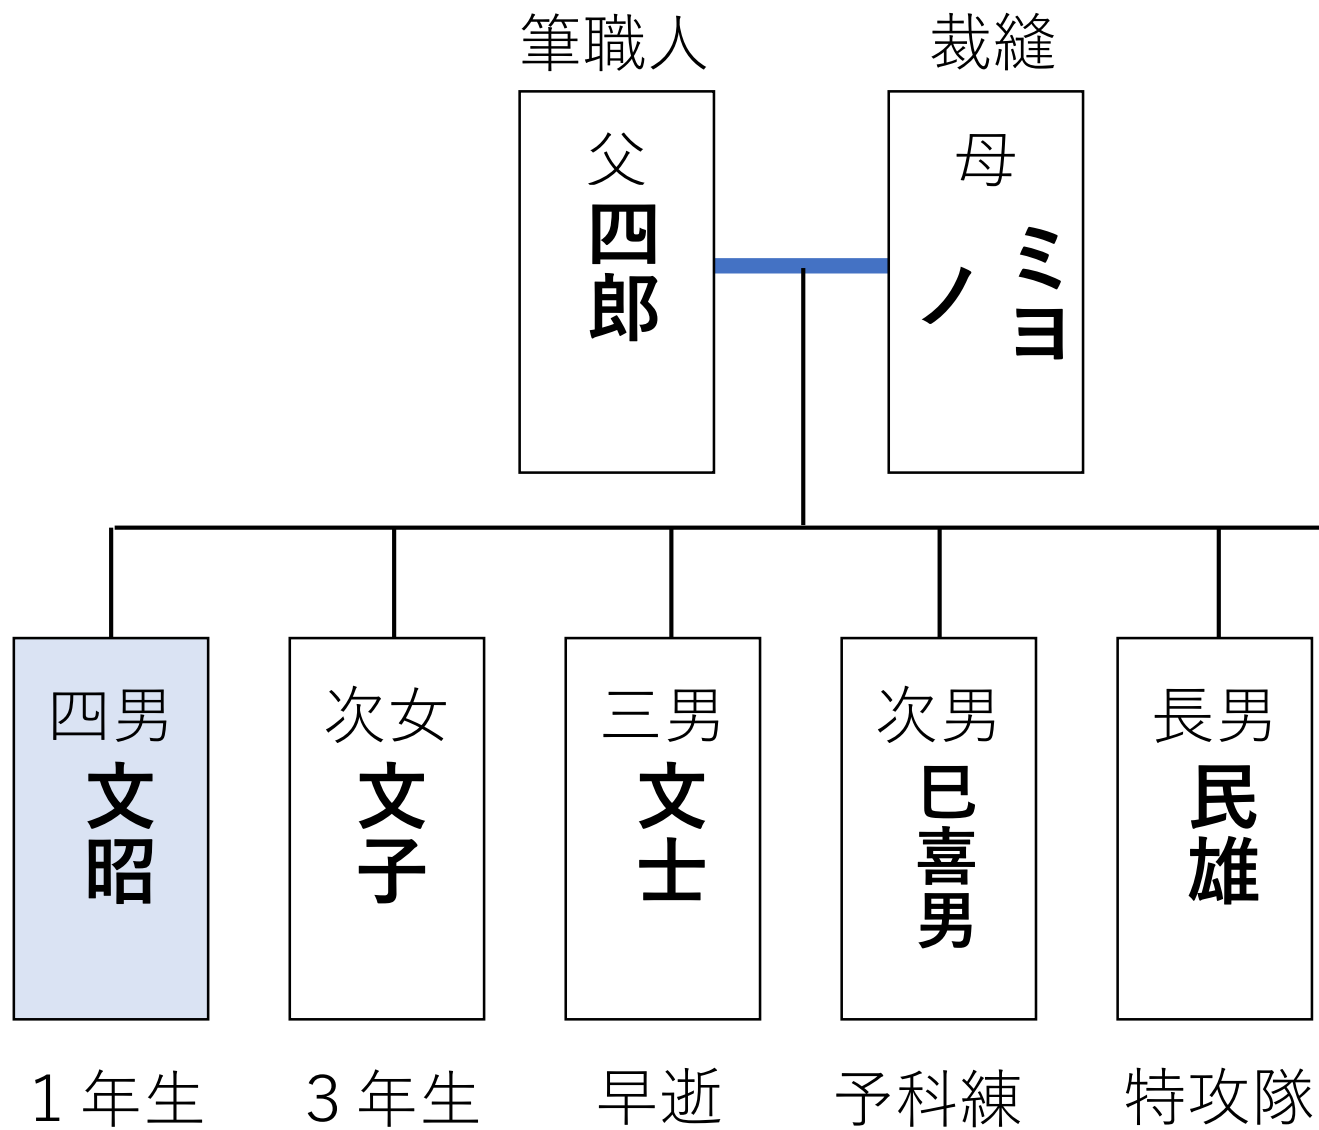 筆職人
裁縫
父
四郎
母
ミヨノ
四男
文昭
次女
文子
三男
文士
次男
巳喜男
長男
民雄
1年生
3年生
早逝
予科練
特攻隊